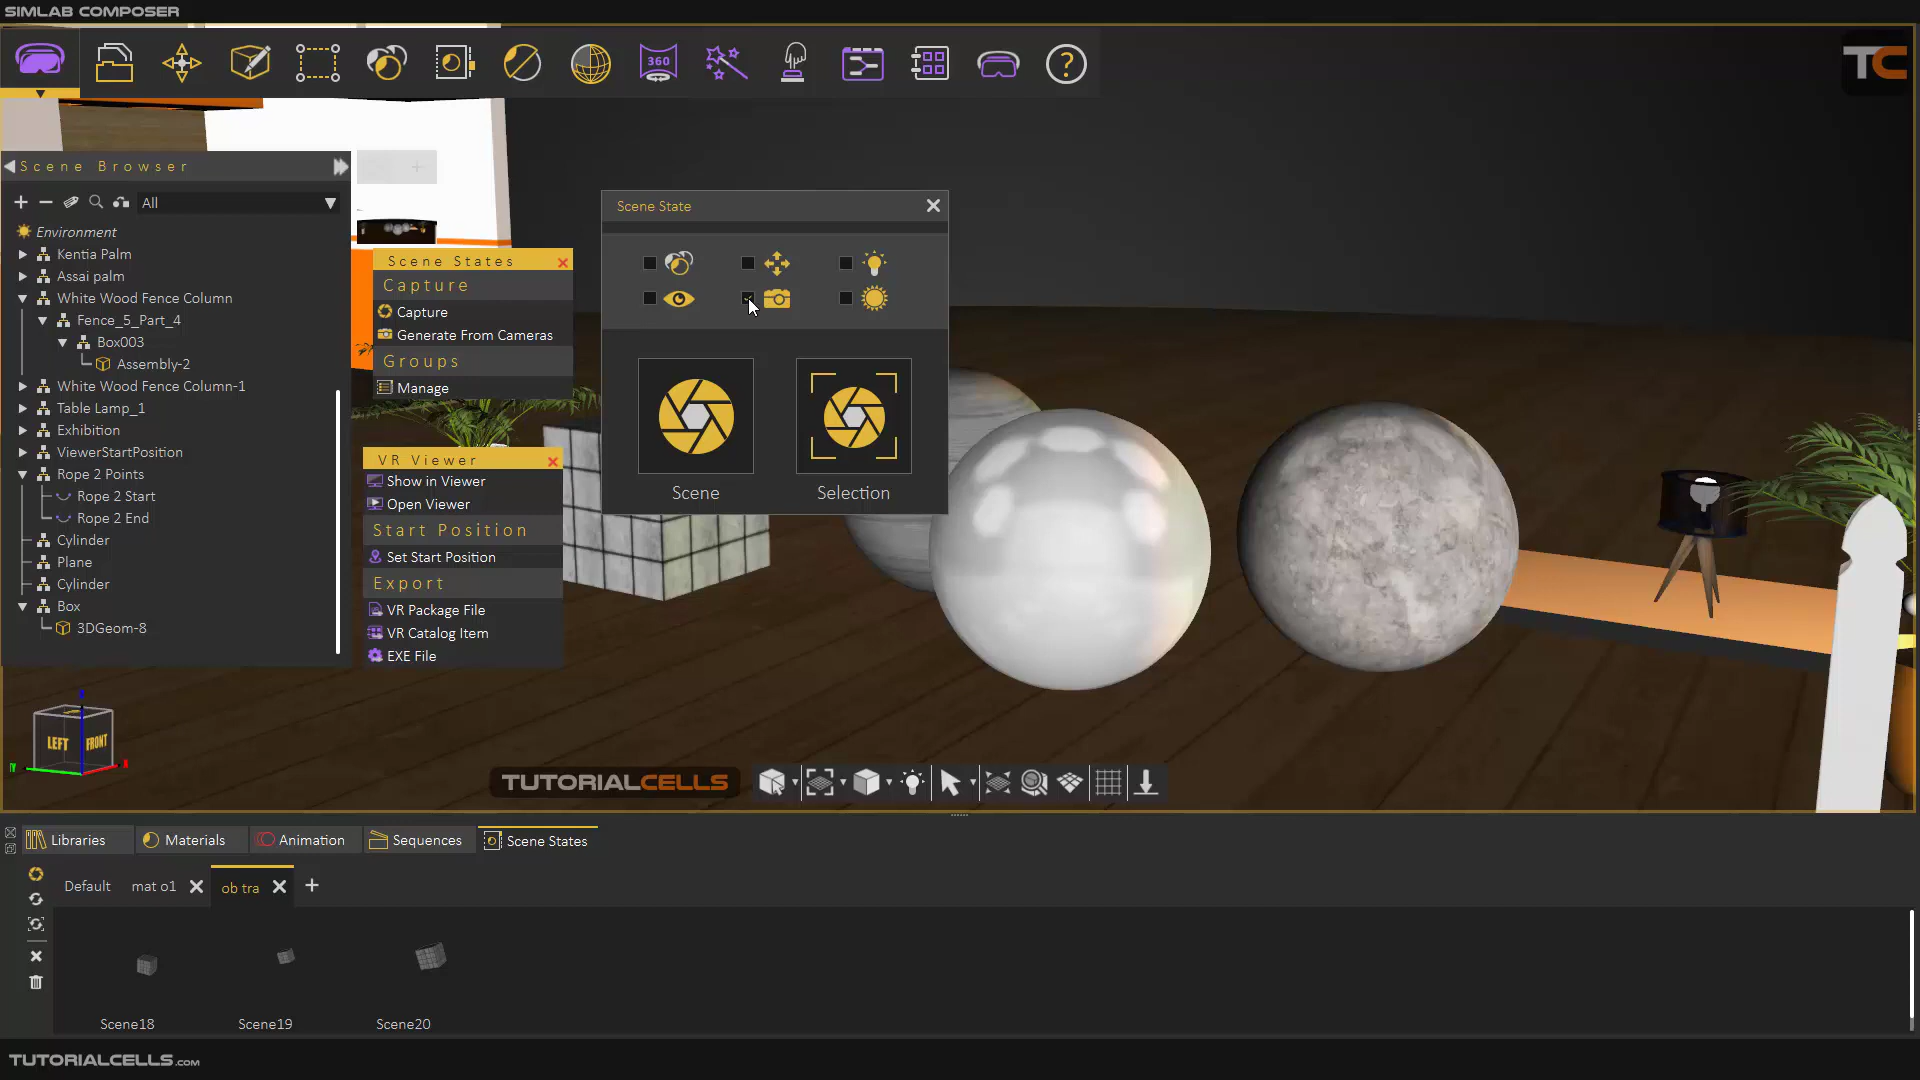 SIMLAB COMPOSER
360
?
TC
Scene Browser
All
Environment
Kentia Palm
Assai palm
White Wood Fence Column
Fence_5_Part_4
Box003
Assembly-2
White Wood Fence Column-1
Table Lamp_1
Exhibition
ViewerStartPosition
Rope 2 Points
Rope 2 Start
Rope 2 End
Cylinder
Plane
Cylinder
Box
3DGeom-8
Scene States
Capture
Capture
Generate From Cameras
Groups
Manage
VR Viewer
Show in Viewer
Open Viewer
Start Position
Set Start Position
Export
VR Package File
VR Catalog Item
EXE File
Scene State
Scene
Selection
LEFT
FRONT
TUTORIALCELLS
Libraries
Materials
Animation
Sequences
Scene States
Default
mat o1
ob tra
Scene18
Scene19
Scene20
TUTORIALCELLS.com